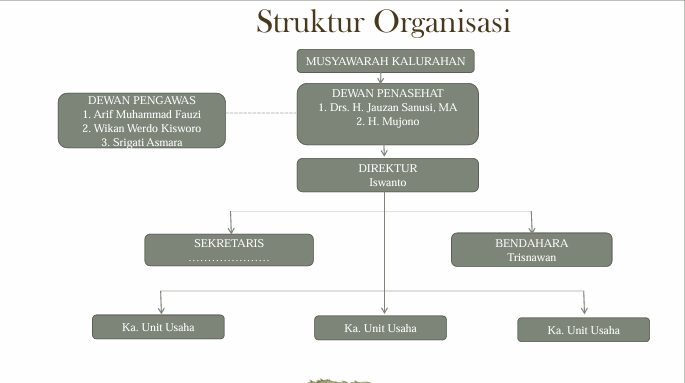 Struktur Organisasi
MUSYAWARAH KALURAHAN
DEWAN PENGAWAS
1. Arif Muhammad Fauzi
2. Wikan Werdo Kisworo
3. Srigati Asmara
DEWAN PENASEHAT
1. Drs. H. Jauzan Sanusi, MA
2. H. Mujono
DIREKTUR
Iswanto
SEKRETARIS
…………………
BENDAHARA
Trisnawan
Ka. Unit Usaha
Ka. Unit Usaha
Ka. Unit Usaha